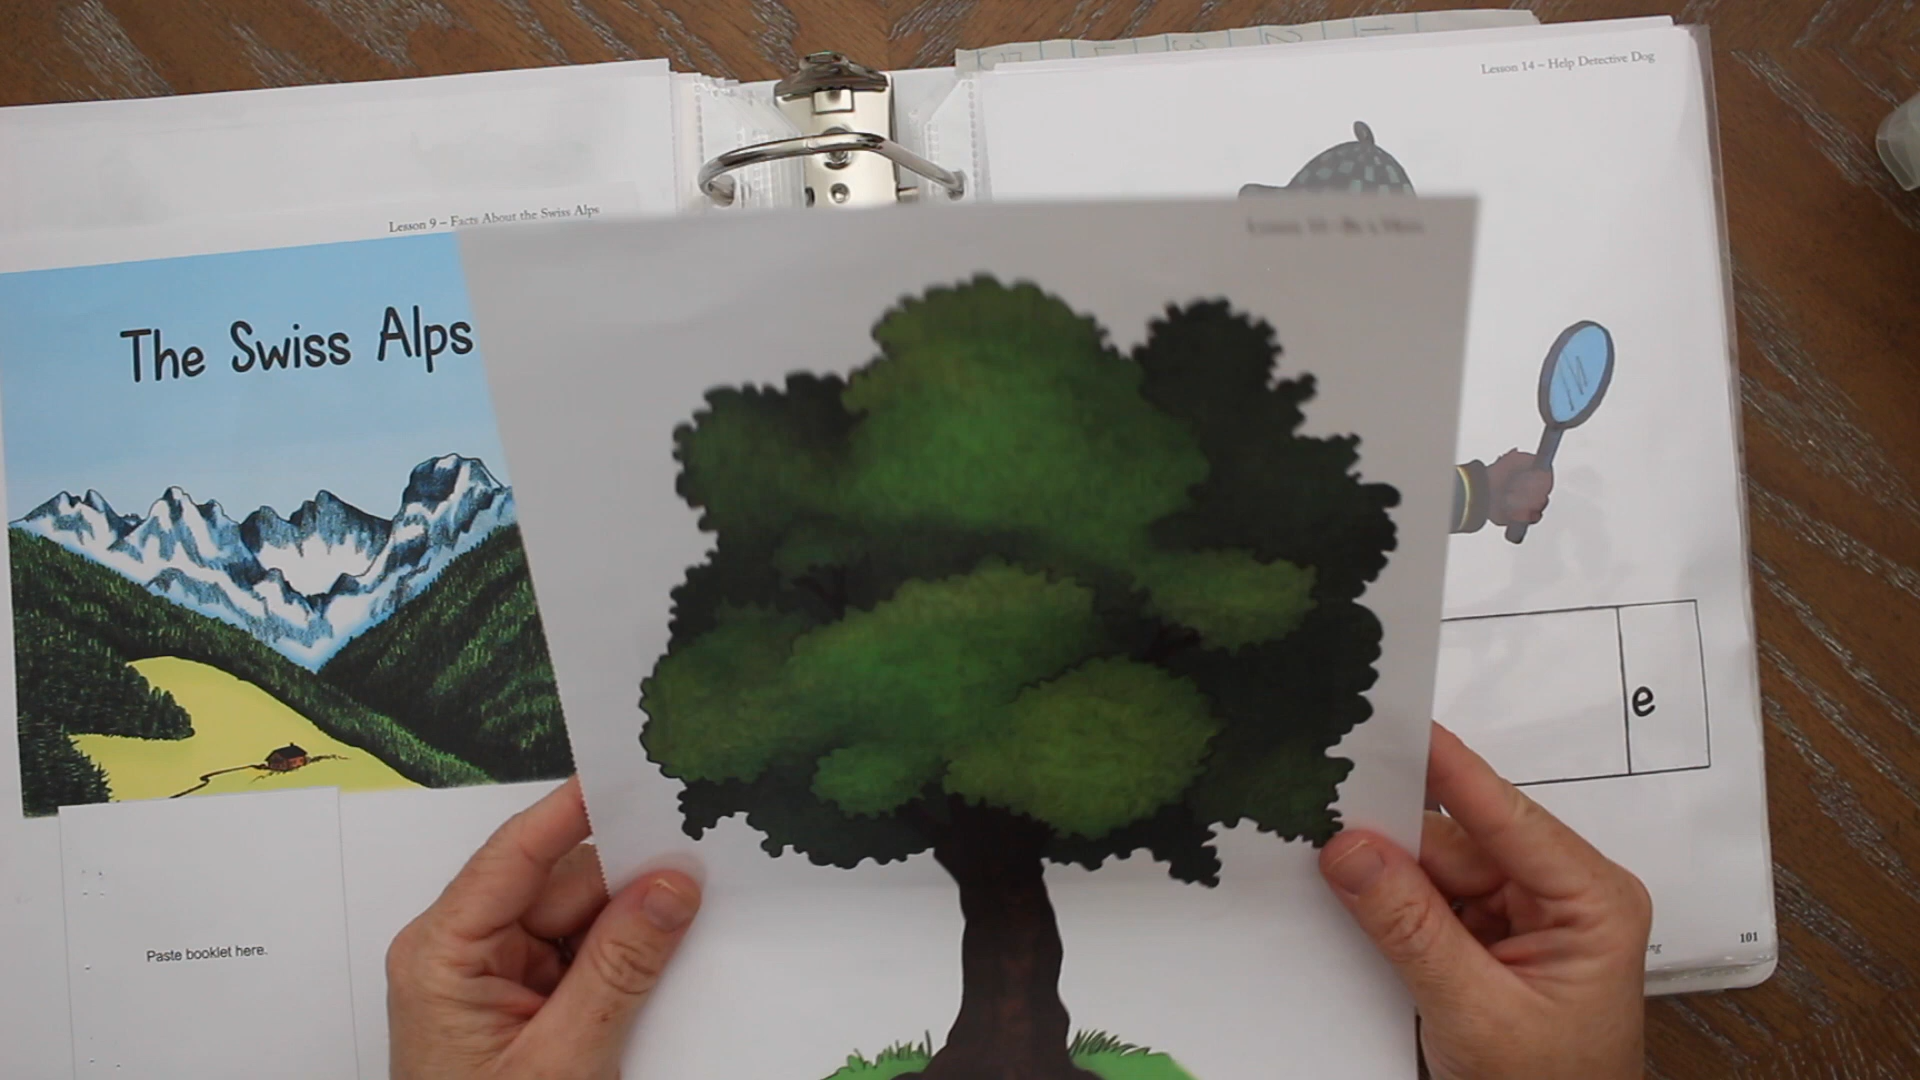 Lesson 9 – Facts About the Swiss Alps
The Swiss Alps
Paste booklet here.
Lesson 14 – Help Detective Dog
e
101